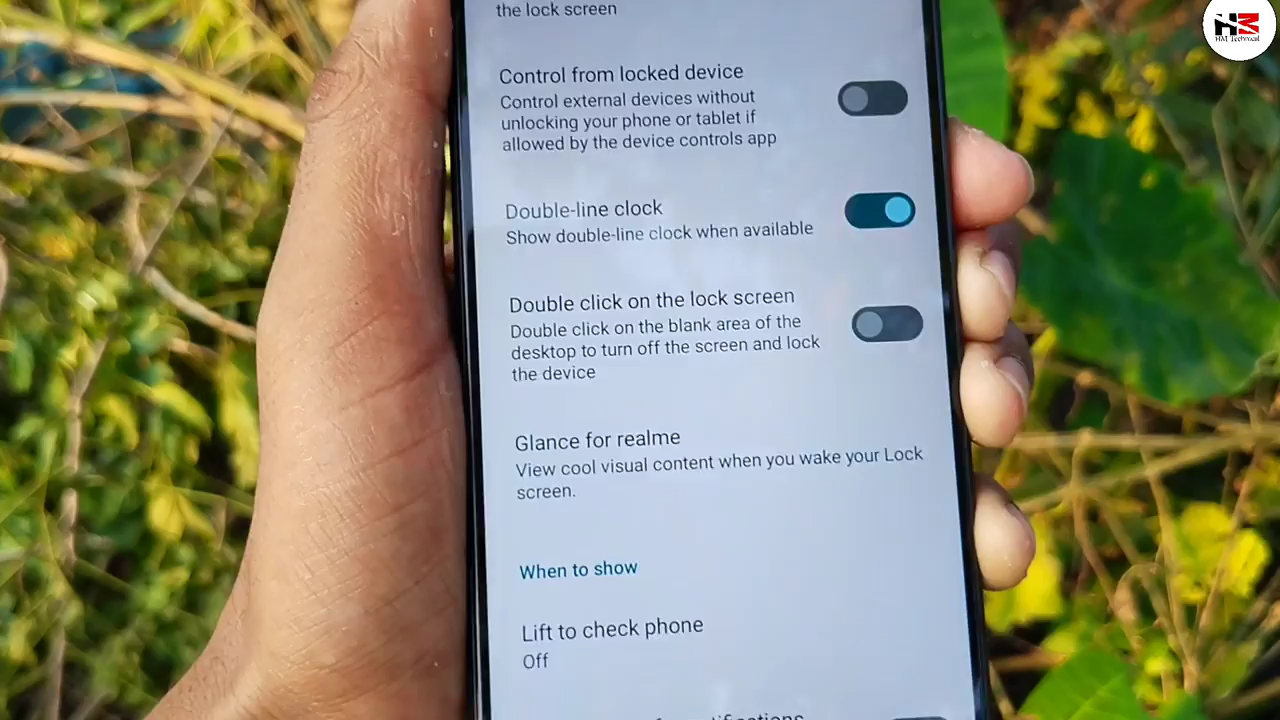 the lock screen
Control from locked device
Control external devices without
unlocking your phone or tablet if
allowed by the device controls app
Double-line clock
Show double-line clock when available
Double click on the lock screen
Double click on the blank area of the
desktop to turn off the screen and lock
the device
Glance for realme
View cool visual content when you wake your Lock
screen.
When to show
Lift to check phone
Off
HM Technical